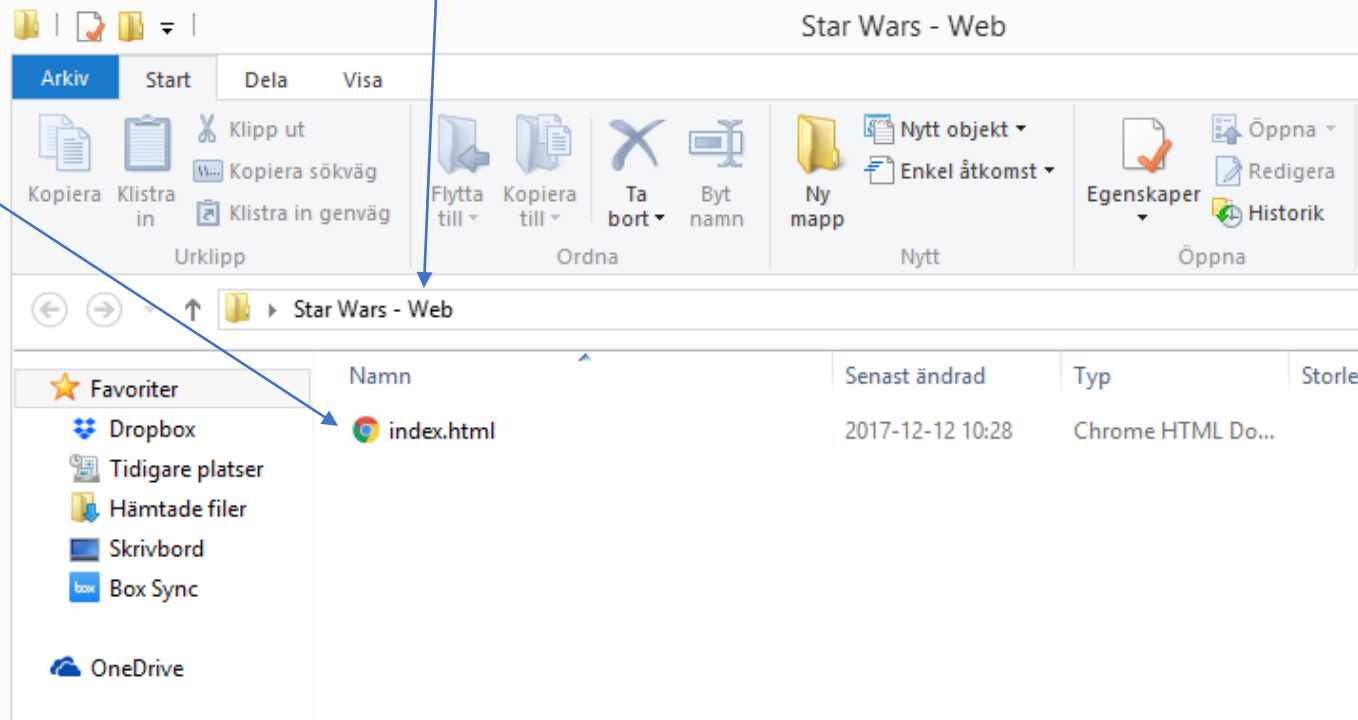 Star Wars - Web
Arkiv Start Dela Visa
Kopiera
Klistra
in
Klipp ut
Kopiera sökväg
Klistra in genväg
Urklipp
Flytta
till
Kopiera
till
Ta
bort
Byt
namn
Ordna
Ny
mapp
Nytt objekt
Enkel åtkomst
Nytt
Egenskaper
Öppna
Redigera
Historik
Öppna
Star Wars - Web
Namn Senast ändrad Typ Storle
index.html 2017-12-12 10:28 Chrome HTML Do...
Favoriter
Dropbox
Tidigare platser
Hämtade filer
Skrivbord
box Box Sync
OneDrive